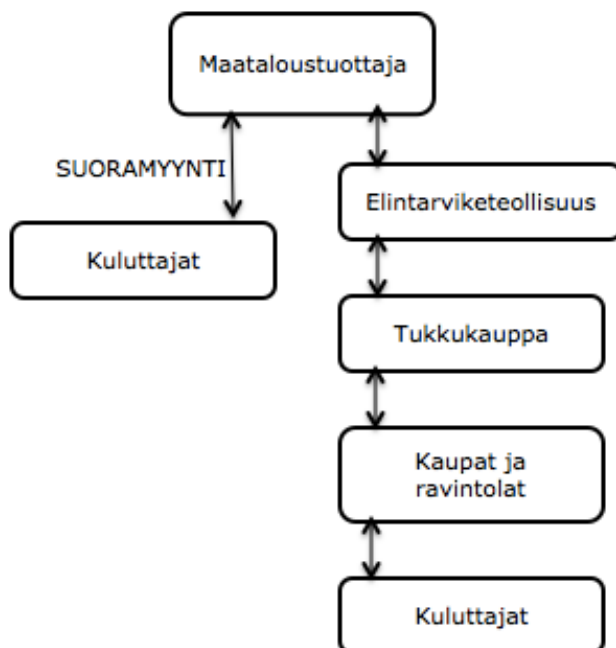 Maataloustuottaja
SUORAMYYNTI
Elintarviketeollisuus
Kuluttajat
Tukkukauppa
Kaupat ja
ravintolat
Kuluttajat